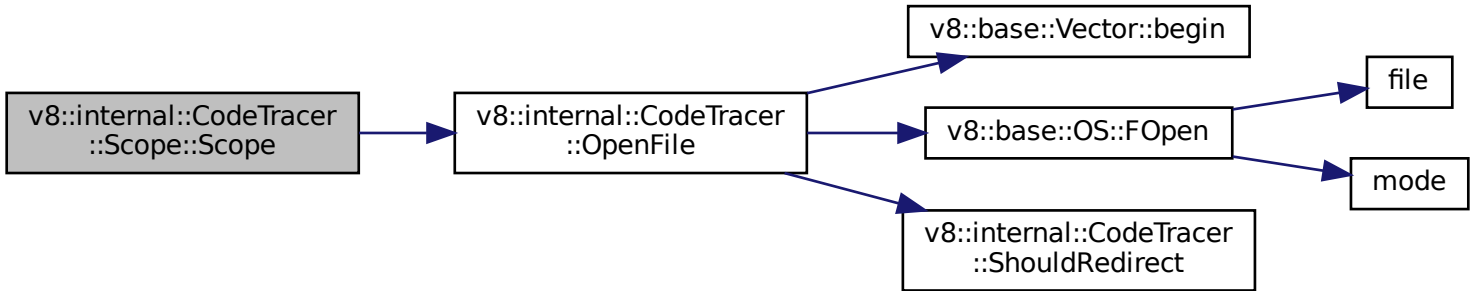 v8::internal::CodeTracer
::Scope::Scope
v8::internal::CodeTracer
::OpenFile
v8::base::Vector::begin
v8::base::OS::FOpen
file
mode
v8::internal::CodeTracer
::ShouldRedirect